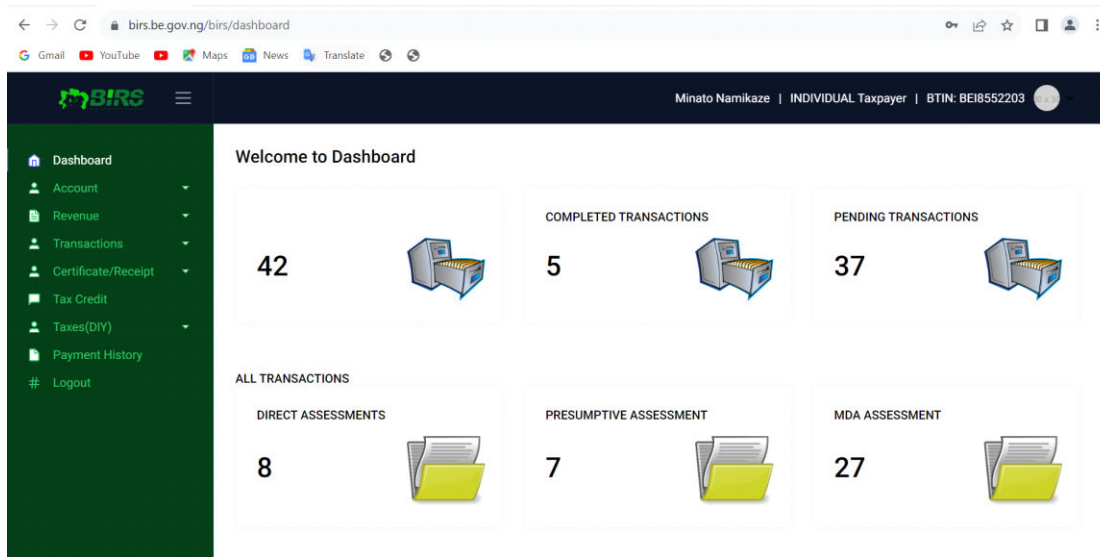 birs.be.gov.ng/birs/dashboard
Gmail YouTube Maps News Translate
BIRS Minato Namikaze | INDIVIDUAL Taxpayer | BTIN: BEI8552203
Dashboard
Account
Revenue
Transactions
Certificate/Receipt
Tax Credit
Taxes(DIY)
Payment History
# Logout
Welcome to Dashboard
COMPLETED TRANSACTIONS PENDING TRANSACTIONS
42 5 37
ALL TRANSACTIONS
DIRECT ASSESSMENTS PRESUMPTIVE ASSESSMENT MDA ASSESSMENT
8 7 27